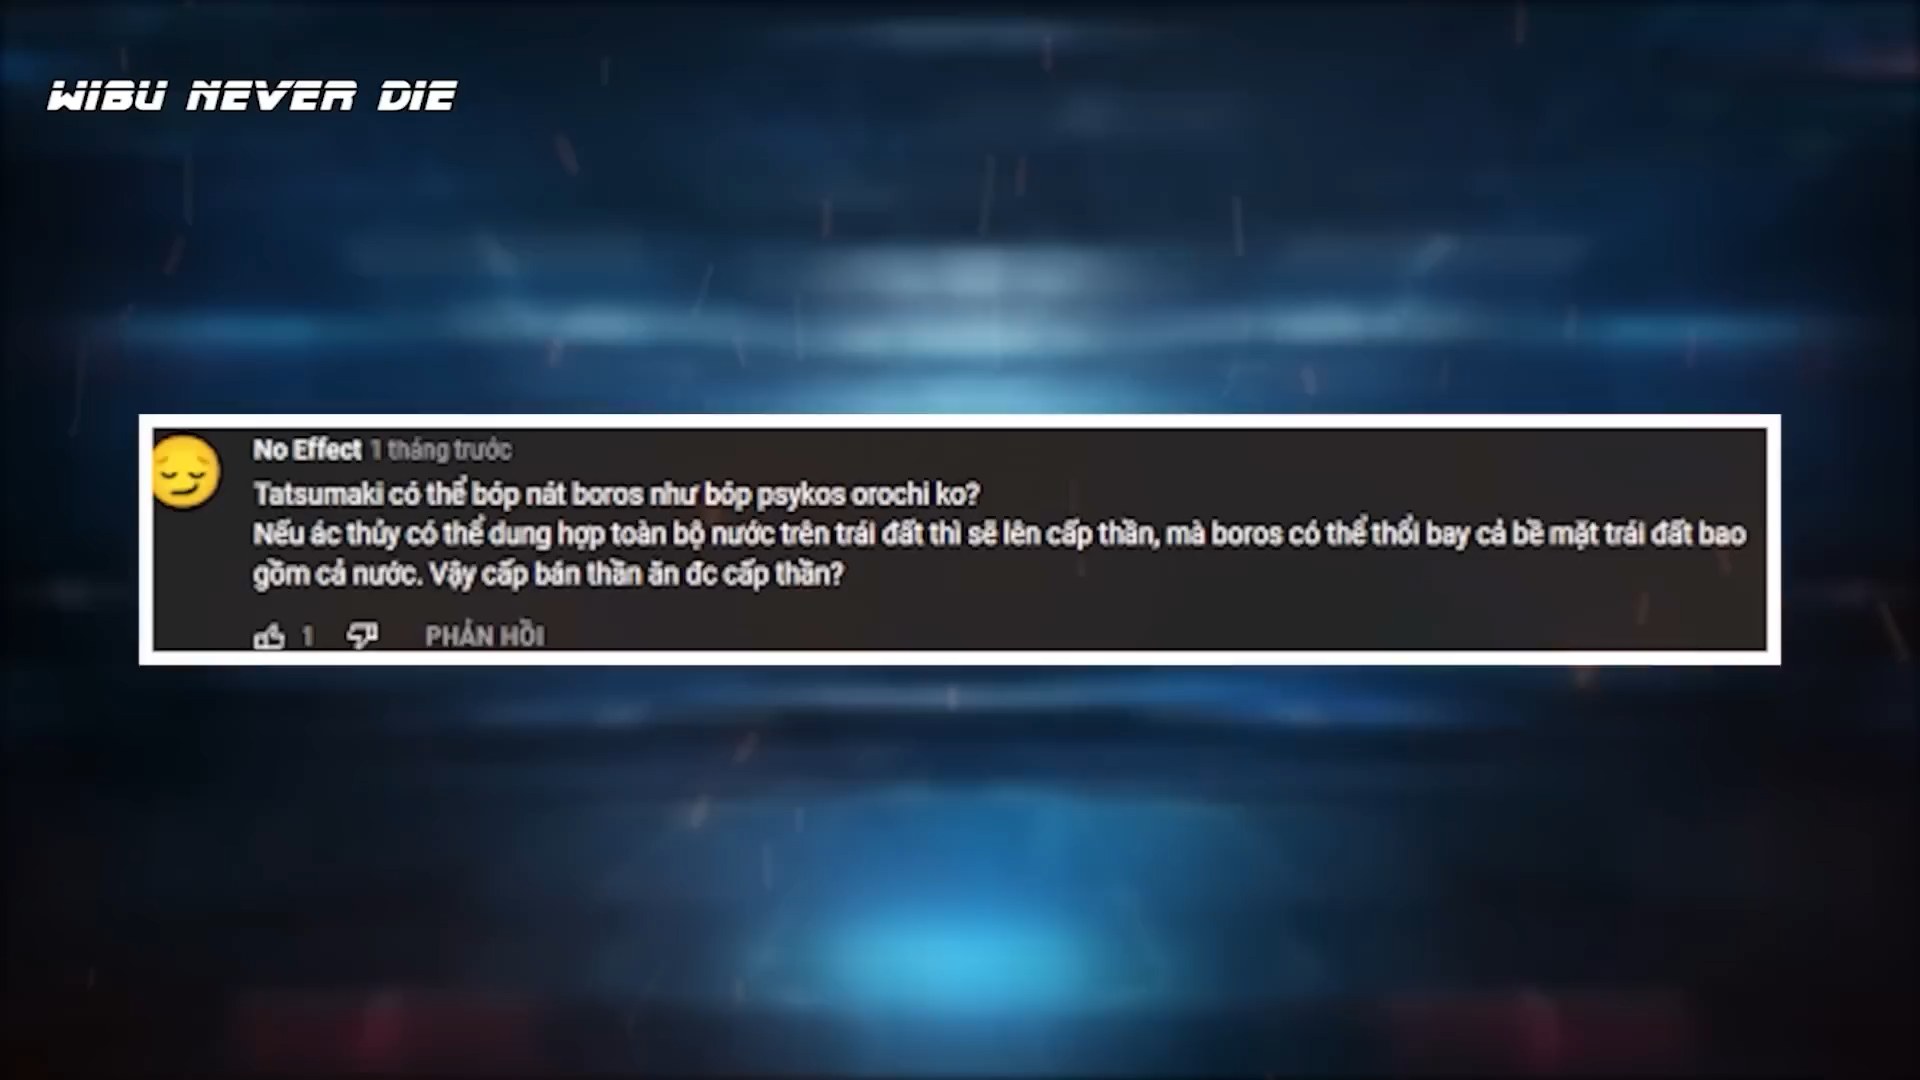 WIBU NEVER DIE
No Effect 1 tháng trước
Tatsumaki có thể bóp nát boros như bóp psykos orochi ko?
Nếu ác thủy có thể dung hợp toàn bộ nước trên trái đất thì sẽ lên cấp thần, mà boros có thể thổi bay cả bề mặt trái đất bao
gồm cả nước. Vậy cấp bán thần ăn đc cấp thần?
1 PHẢN HỒI